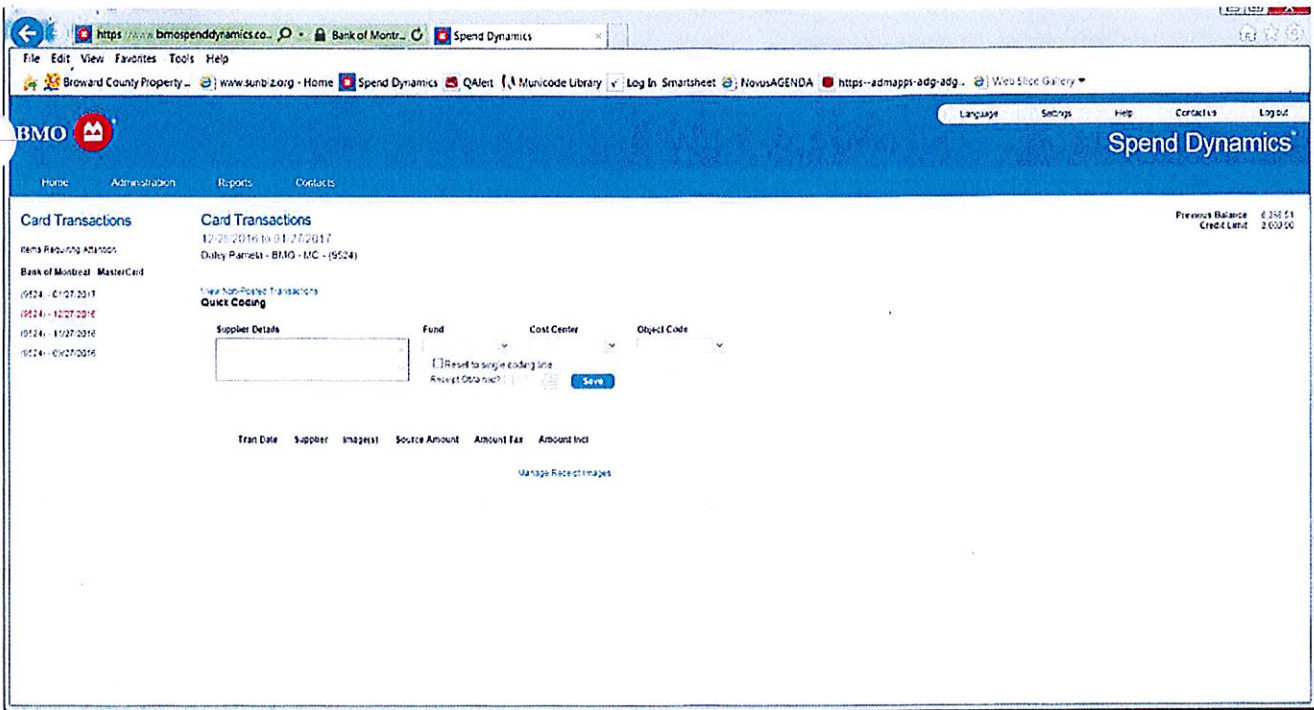 https://www.bmospenddynamics.co... Bank of Montr... Spend Dynamics
File Edit View Favorites Tools Help
Broward County Property ... www.sunbiz.org - Home Spend Dynamics QAlert Municode Library Log In Smartsheet NovusAGENDA https--admapps-adg-adg... Web Slice Gallery
Language Settings Help Contact us Log out
BMO
Spend Dynamics
Home Administration Reports Contacts
Card Transactions
Items Requiring Attention
Bank of Montreal MasterCard
(9524) - 01/27/2017
(9524) - 12/27/2016
(9524) - 11/27/2016
(9524) -
Card Transactions
12/28/2016 to 01/27/2017
Daley Pamela - BMO - MC - (9524)
View Non-Posted Transactions
Quick Coding
Supplier Details Fund Cost Center Object Code
Reset to single coding line
Receipt Obtained?
Save
Tran Date Supplier Image(s) Source Amount Amount Tax Amount Incl
Manage Receipt Images
Previous Balance
Credit Limit